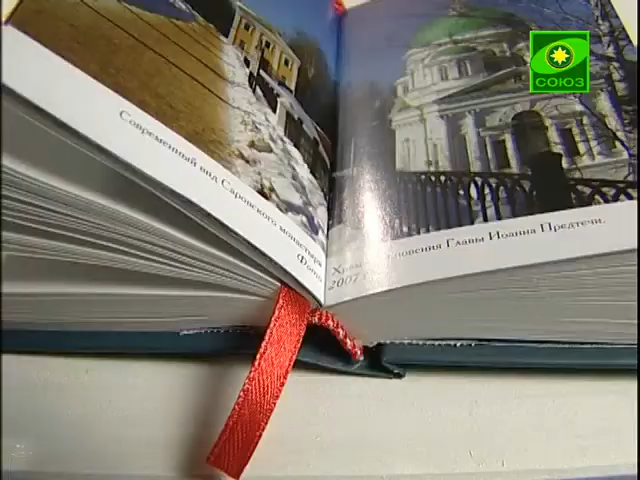 Современный вид Саровского монастыря
Фото
Храм Усекновения Главы Иоанна Предтечи.
2007 г.
СОЮЗ